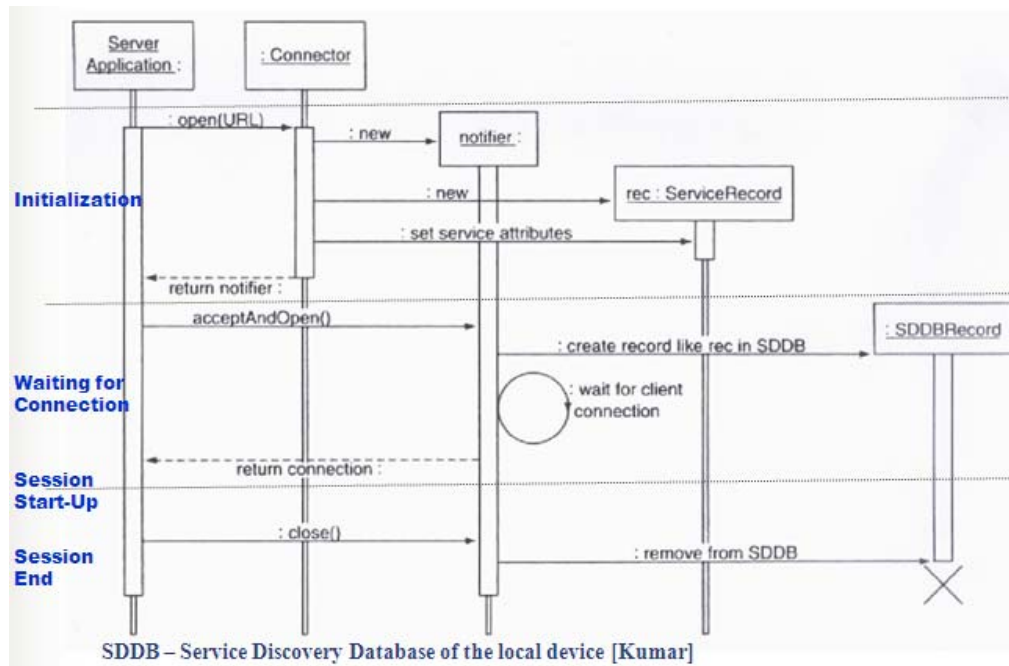 Server
Application :
: Connector
: open(URL)
: new
notifier :
Initialization
: new
rec : ServiceRecord
: set service attributes
return notifier :
acceptAndOpen()
: SDDBRecord
: create record like rec in SDDB
Waiting for
Connection
: wait for client
connection
return connection :
Session
Start-Up
: close()
Session
End
: remove from SDDB
SDDB – Service Discovery Database of the local device [Kumar]